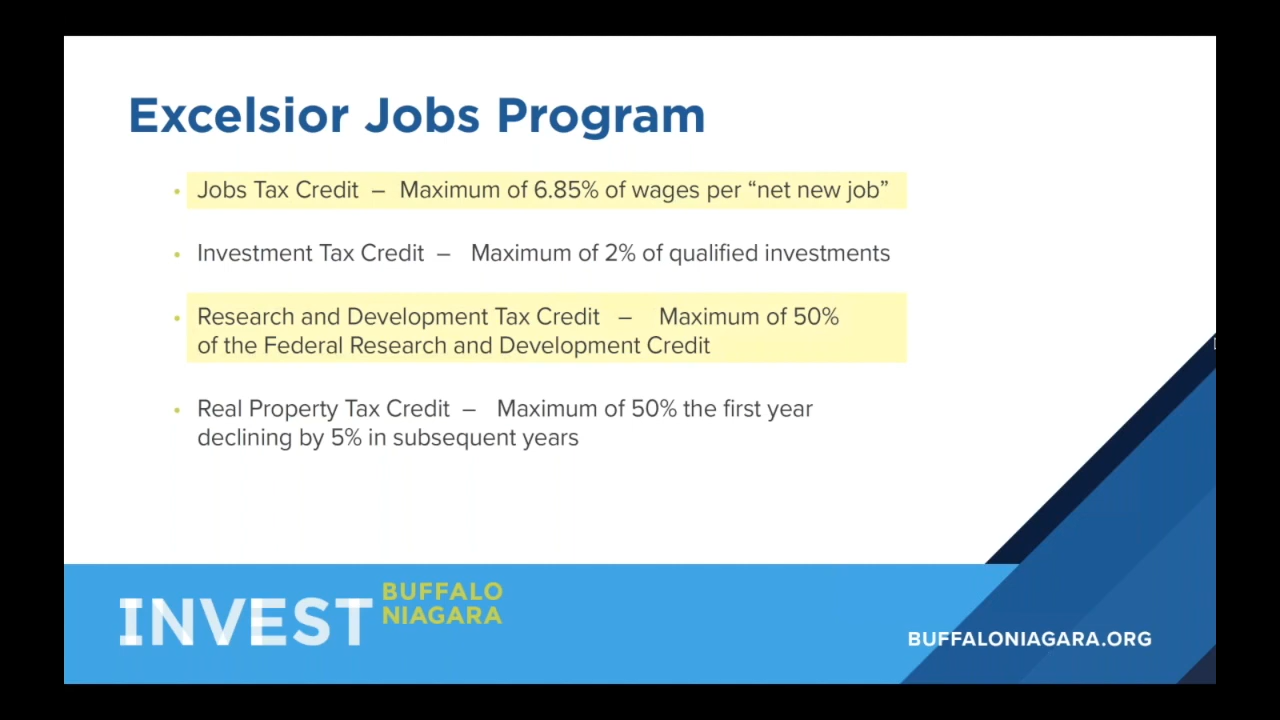 Excelsior Jobs Program
• Jobs Tax Credit – Maximum of 6.85% of wages per “net new job”
• Investment Tax Credit – Maximum of 2% of qualified investments
• Research and Development Tax Credit – Maximum of 50%
of the Federal Research and Development Credit
• Real Property Tax Credit – Maximum of 50% the first year
declining by 5% in subsequent years
INVEST BUFFALO
NIAGARA
BUFFALONIAGARA.ORG